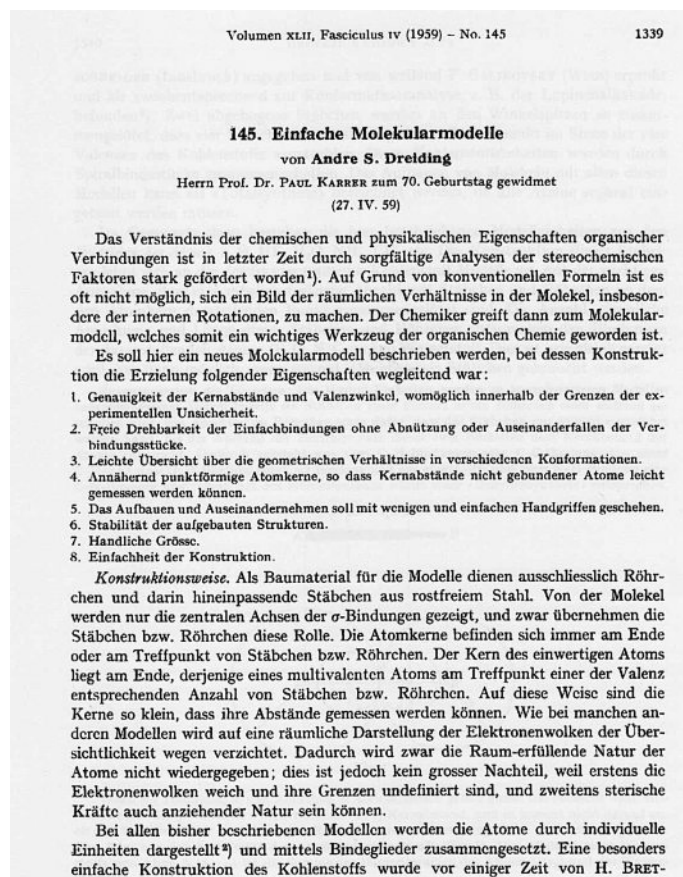 Volumen XLII, Fasciculus IV (1959) – No. 145 1339
145. Einfache Molekularmodelle
von Andre S. Dreiding
Herrn Prof. Dr. PAUL KARRER zum 70. Geburtstag gewidmet
(27. IV. 59)
Das Verständnis der chemischen und physikalischen Eigenschaften organischer
Verbindungen ist in letzter Zeit durch sorgfältige Analysen der stereochemischen
Faktoren stark gefördert worden¹). Auf Grund von konventionellen Formeln ist es
oft nicht möglich, sich ein Bild der räumlichen Verhältnisse in der Molekel, insbeson-
dere der internen Rotationen, zu machen. Der Chemiker greift dann zum Molekular-
modell, welches somit ein wichtiges Werkzeug der organischen Chemie geworden ist.
Es soll hier ein neues Molekularmodell beschrieben werden, bei dessen Konstruk-
tion die Erzielung folgender Eigenschaften wegleitend war:
1. Genauigkeit der Kernabstände und Valenzwinkel, womöglich innerhalb der Grenzen der ex-
perimentellen Unsicherheit.
2. Freie Drehbarkeit der Einfachbindungen ohne Abnützung oder Auseinanderfallen der Ver-
bindungsstücke.
3. Leichte Übersicht über die geometrischen Verhältnisse in verschiedenen Konformationen.
4. Annähernd punktförmige Atomkerne, so dass Kernabstände nicht gebundener Atome leicht
gemessen werden können.
5. Das Aufbauen und Auseinandernehmen soll mit wenigen und einfachen Handgriffen geschehen.
6. Stabilität der aufgebauten Strukturen.
7. Handliche Grösse.
8. Einfachheit der Konstruktion.
Konstruktionsweise. Als Baumaterial für die Modelle dienen ausschliesslich Röhr-
chen und darin hineinpassende Stäbchen aus rostfreiem Stahl. Von der Molekel
werden nur die zentralen Achsen der σ-Bindungen gezeigt, und zwar übernehmen die
Stäbchen bzw. Röhrchen diese Rolle. Die Atomkerne befinden sich immer am Ende
oder am Treffpunkt von Stäbchen bzw. Röhrchen. Der Kern des einwertigen Atoms
liegt am Ende, derjenige eines multivalenten Atoms am Treffpunkt einer der Valenz
entsprechenden Anzahl von Stäbchen bzw. Röhrchen. Auf diese Weise sind die
Kerne so klein, dass ihre Abstände gemessen werden können. Wie bei manchen an-
deren Modellen wird auf eine räumliche Darstellung der Elektronenwolken der Über-
sichtlichkeit wegen verzichtet. Dadurch wird zwar die Raum-erfüllende Natur der
Atome nicht wiedergegeben; dies ist jedoch kein grosser Nachteil, weil erstens die
Elektronenwolken weich und ihre Grenzen undefiniert sind, und zweitens sterische
Kräfte auch anziehender Natur sein können.
Bei allen bisher beschriebenen Modellen werden die Atome durch individuelle
Einheiten dargestellt²) und mittels Bindeglieder zusammengesetzt. Eine besonders
einfache Konstruktion des Kohlenstoffs wurde vor einiger Zeit von H. BRET-